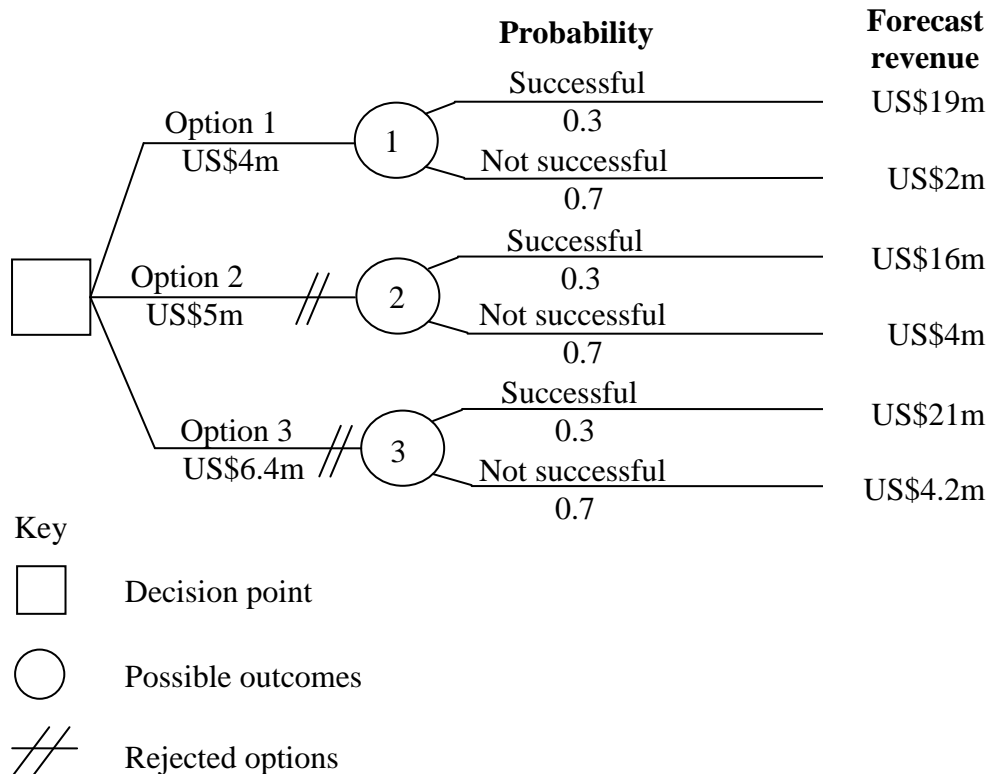 Probability
Forecast
revenue
Successful
0.3
US$19m
Option 1
US$4m
1
Not successful
0.7
US$2m
Successful
0.3
US$16m
Option 2
US$5m
2
Not successful
0.7
US$4m
Successful
0.3
US$21m
Option 3
US$6.4m
3
Not successful
0.7
US$4.2m
Key
Decision point
Possible outcomes
Rejected options